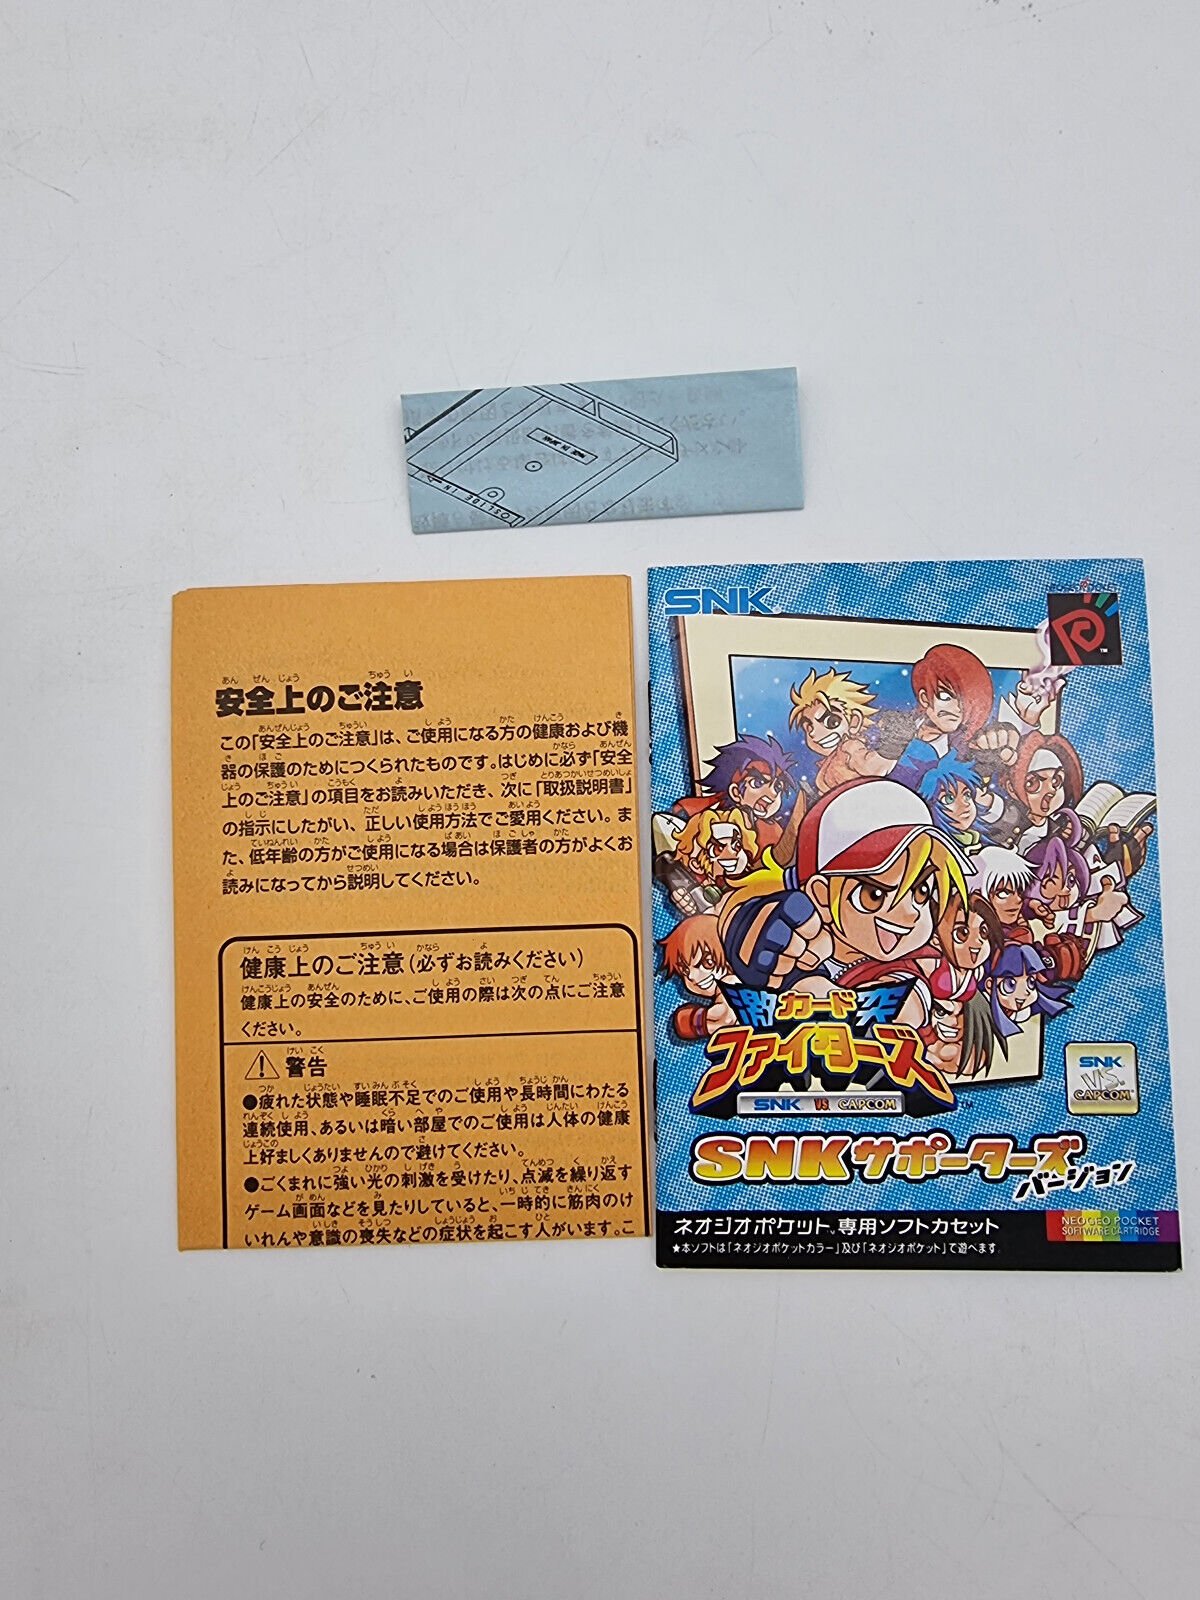 MADE IN JAPAN
SLIDE IN
安全上のご注意
あん ぜん じょう ちゅう い
この「安全上のご注意」は、ご使用になる方の健康および機
器の保護のためにつくられたものです。はじめに必ず「安全
上のご注意」の項目をお読みいただき、次に「取扱説明書」
の指示にしたがい、正しい使用方法でご愛用ください。ま
た、低年齢の方がご使用になる場合は保護者の方がよくお
読みになってから説明してください。
健康上のご注意(必ずお読みください)
健康上の安全のために、ご使用の際は次の点にご注意
ください。
警告
●疲れた状態や睡眠不足でのご使用や長時間にわたる
連続使用、あるいは暗い部屋でのご使用は人体の健康
上好ましくありませんので避けてください。
●ごくまれに強い光の刺激を受けたり、点滅を繰り返す
ゲーム画面などを見たりしていると、一時的に筋肉のけ
いれんや意識の喪失などの症状を起こす人がいます。こ
SNK
激カード突
ファイターズ
SNK VS. CAPCOM
TM
SNK
VS.
CAPCOM
SNKサポーターズ
バージョン
ネオジオポケット専用ソフトカセット
★本ソフトは「ネオジオポケットカラー」及び「ネオジオポケット」で遊べます。
NEOGEO POCKET
SOFTWARE CARTRIDGE